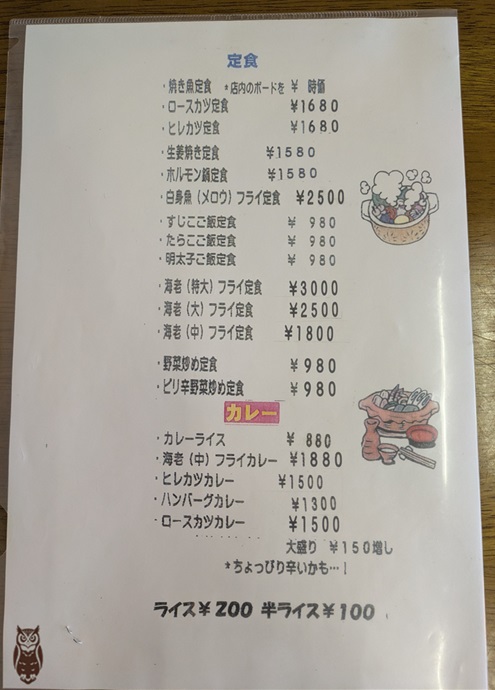 定食
・焼き魚定食 *店内のボードを ¥ 時価
・ロースカツ定食 ¥1680
・ヒレカツ定食 ¥1680
・生姜焼き定食 ¥1580
・ホルモン鍋定食 ¥1580
・白身魚(メロウ)フライ定食 ¥2500
・すじこご飯定食 ¥ 980
・たらこご飯定食 ¥ 980
・明太子ご飯定食 ¥ 980
・海老(特大)フライ定食 ¥3000
・海老(大)フライ定食 ¥2500
・海老(中)フライ定食 ¥1800
・野菜炒め定食 ¥980
・ピリ辛野菜炒め定食 ¥980
カレー
・カレーライス ¥ 880
・海老(中)フライカレー ¥1880
・ヒレカツカレー ¥1500
・ハンバーグカレー ¥1300
・ロースカツカレー ¥1500
大盛り ¥150増し
*ちょっぴり辛いかも…!
ライス¥200 半ライス¥100